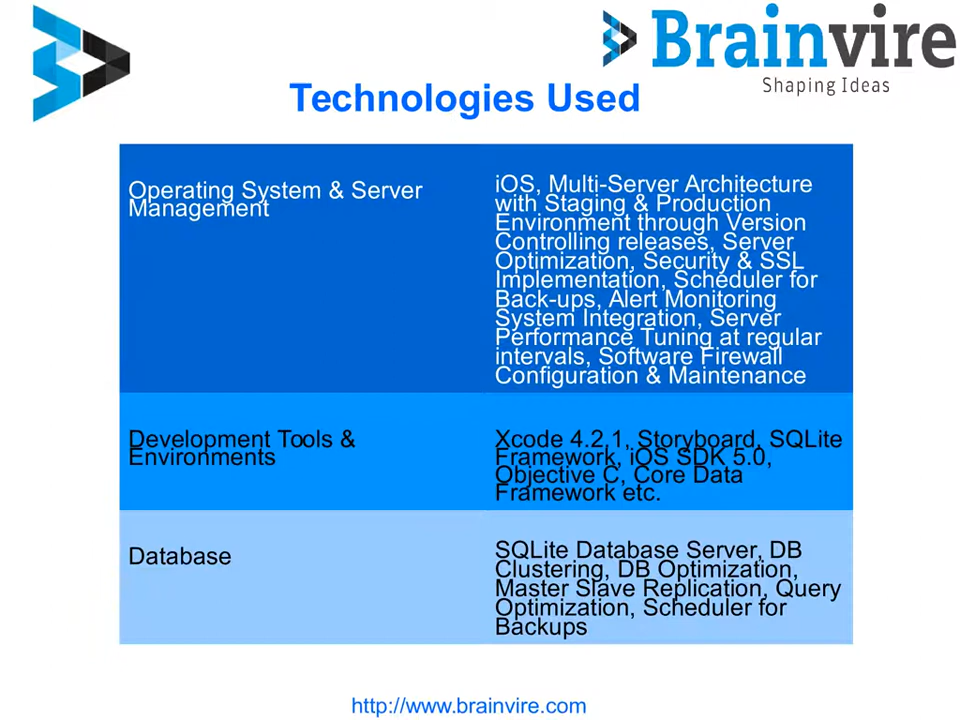 Brainvire
Shaping Ideas
Technologies Used
Operating System & Server
Management
iOS, Multi-Server Architecture
with Staging & Production
Environment through Version
Controlling releases, Server
Optimization, Security & SSL
Implementation, Scheduler for
Back-ups, Alert Monitoring
System Integration, Server
Performance Tuning at regular
intervals, Software Firewall
Configuration & Maintenance
Development Tools &
Environments
Xcode 4.2.1, Storyboard, SQLite
Framework, iOS SDK 5.0,
Objective C, Core Data
Framework etc.
Database
SQLite Database Server, DB
Clustering, DB Optimization,
Master Slave Replication, Query
Optimization, Scheduler for
Backups
http://www.brainvire.com